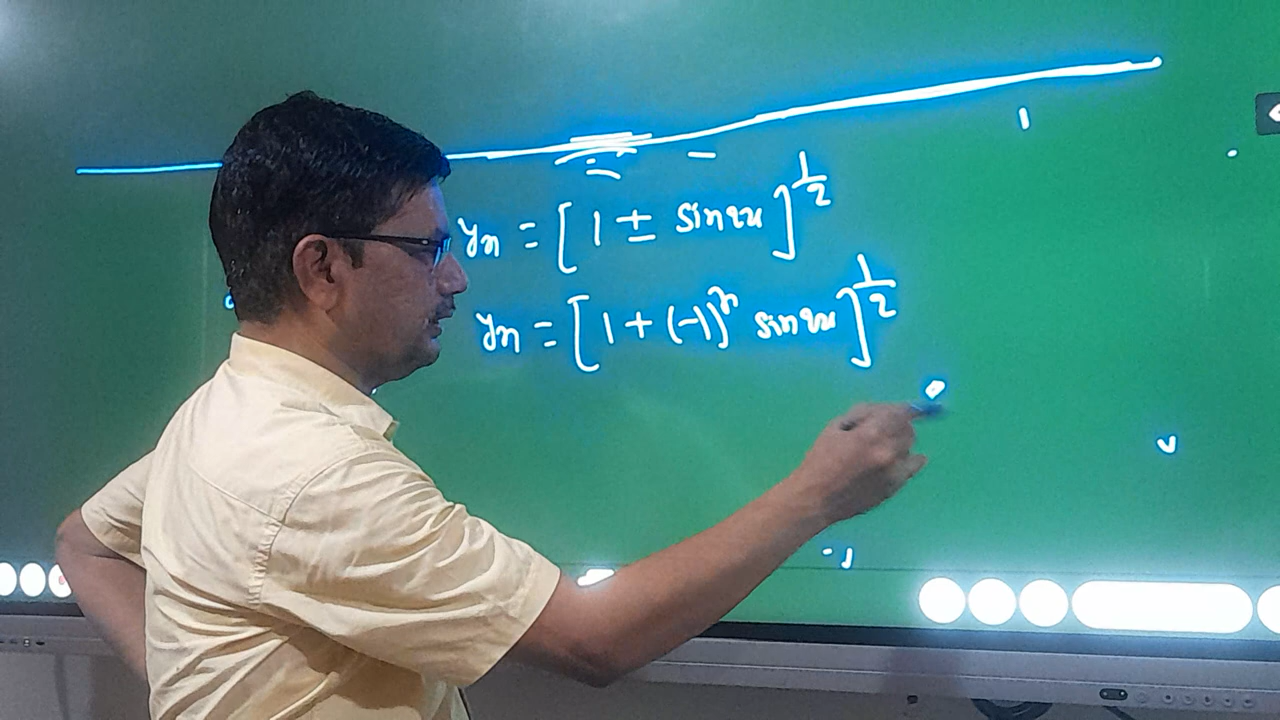 yn = [1 ± sin2x]^{1/2}
yn = [1 + (-1)^n sin2x]^{1/2}